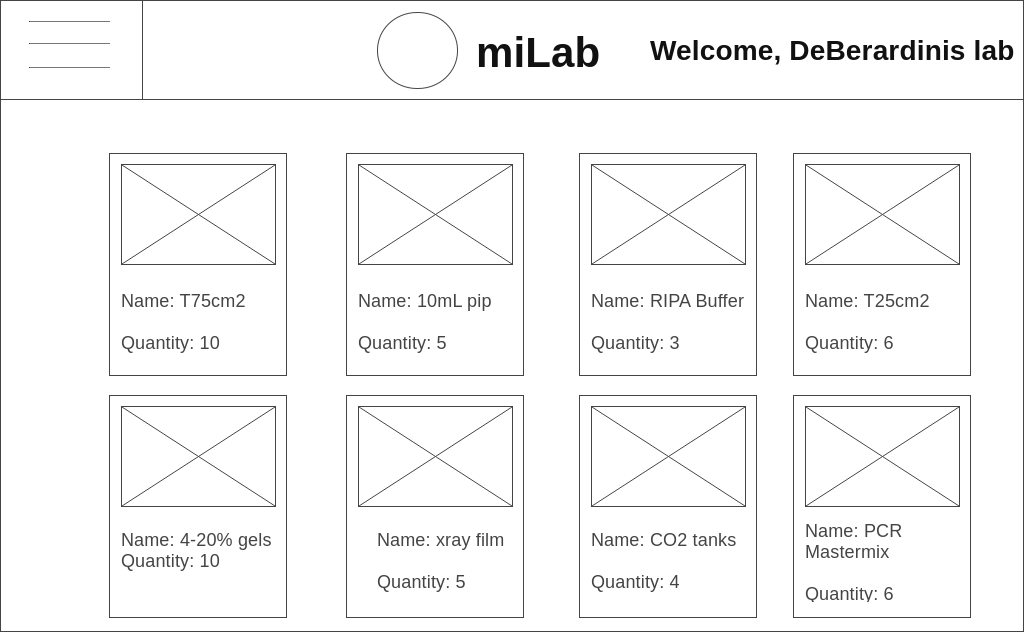 miLab
Welcome, DeBerardinis lab
Name: T75cm2
Quantity: 10
Name: 10mL pip
Quantity: 5
Name: RIPA Buffer
Quantity: 3
Name: T25cm2
Quantity: 6
Name: 4-20% gels
Quantity: 10
Name: xray film
Quantity: 5
Name: CO2 tanks
Quantity: 4
Name: PCR
Mastermix
Quantity: 6